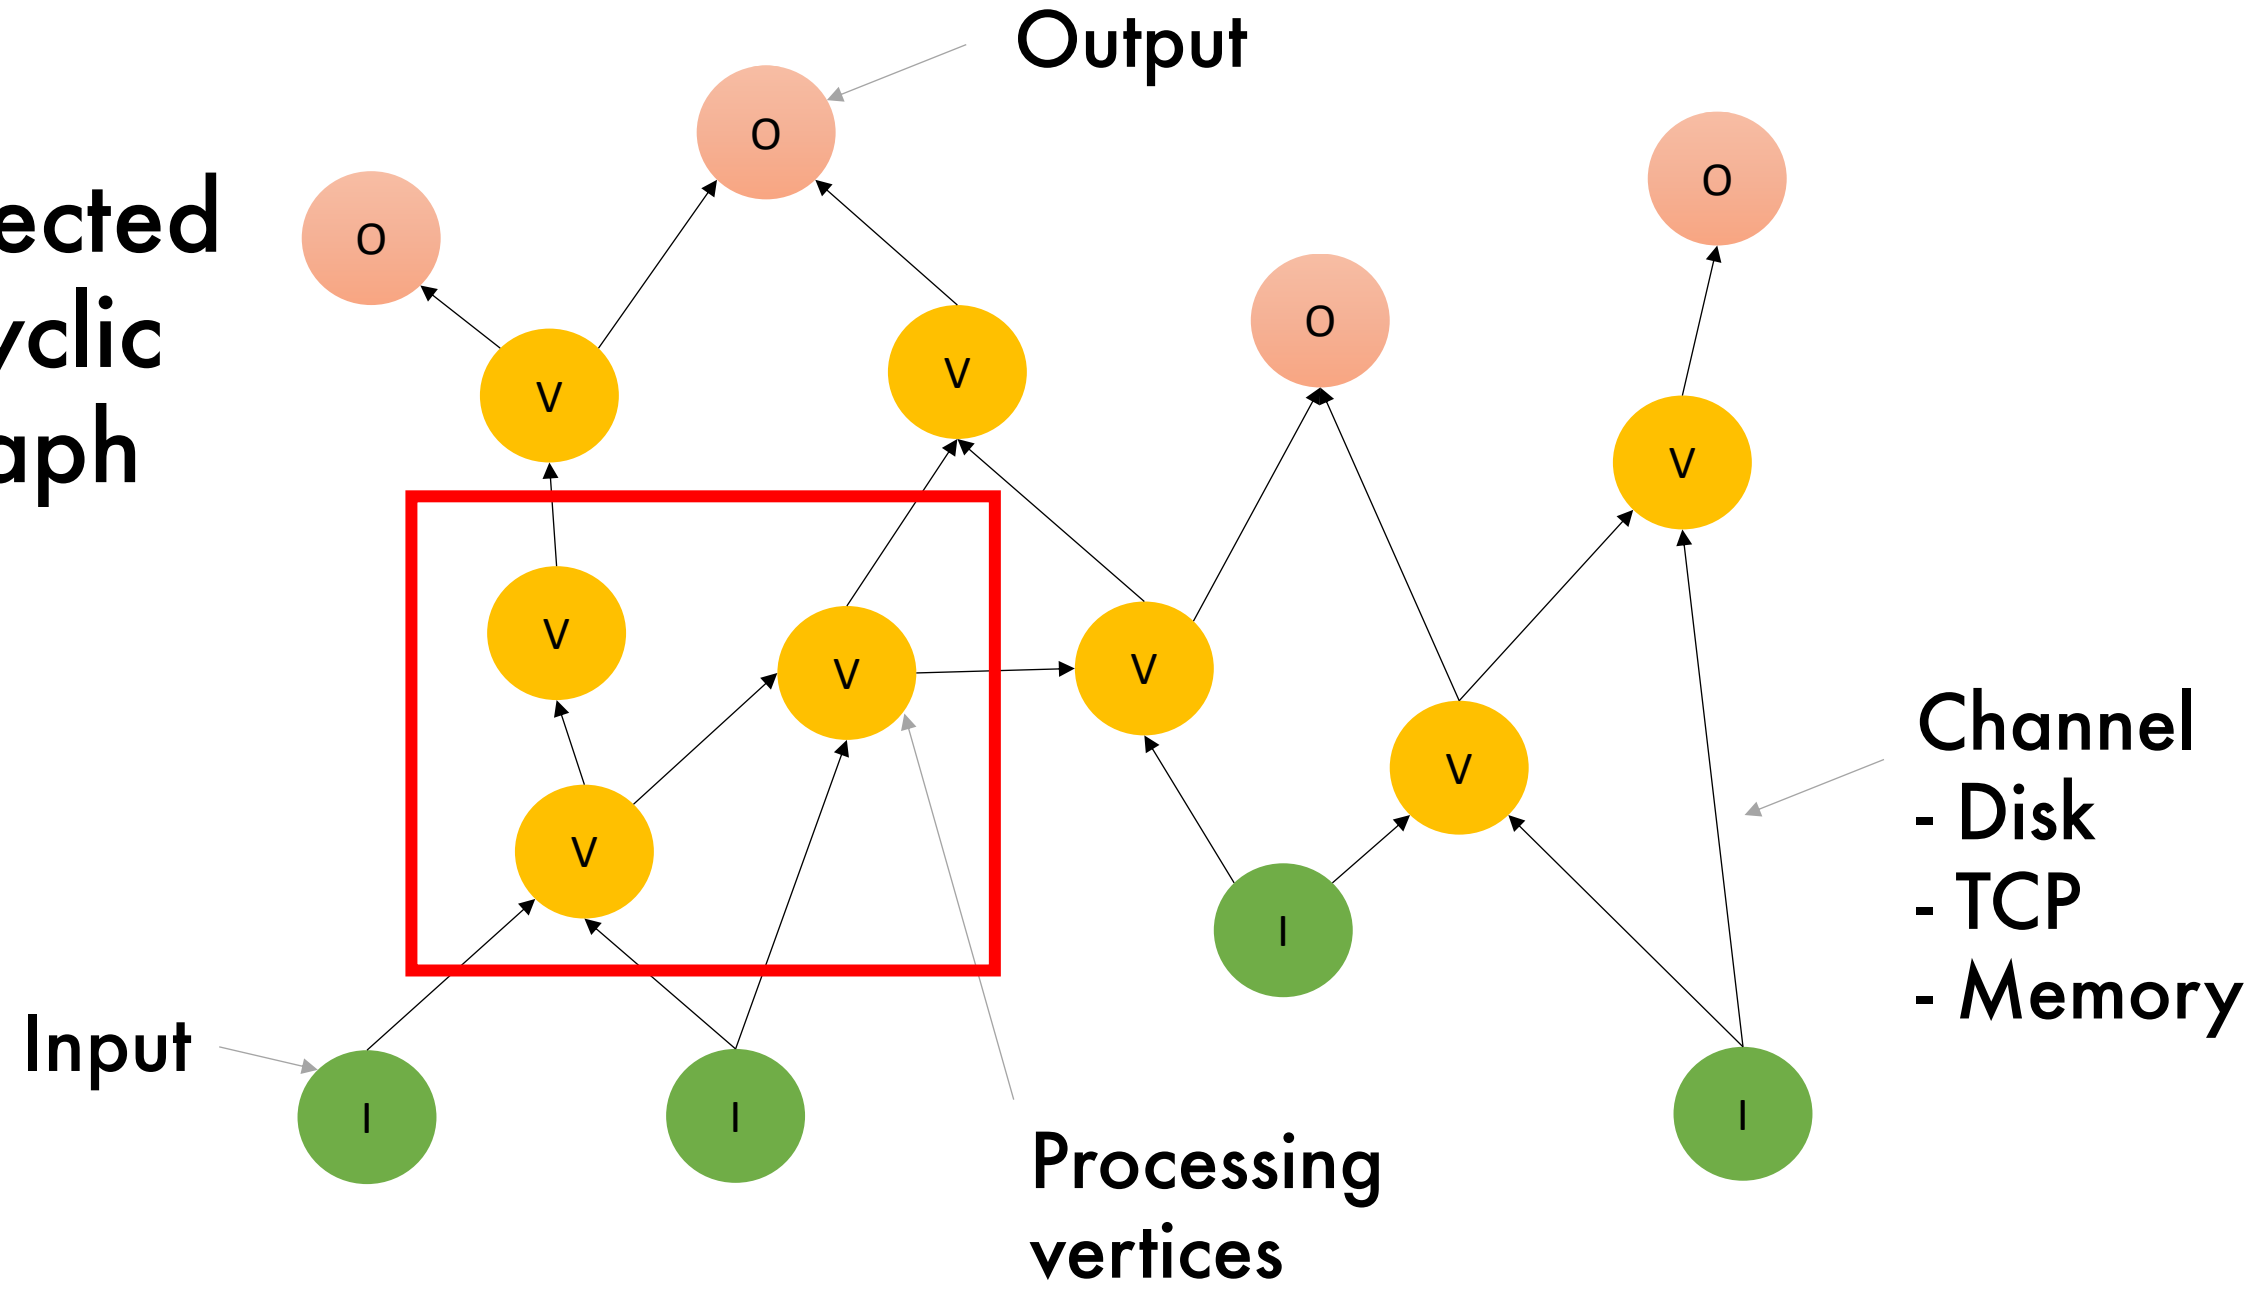 Output
O
O
O
ected
yclic
aph
O
V
V
V
V
V
V
V
V
Channel
- Disk
- TCP
- Memory
I
Input
I
I
I
Processing
vertices